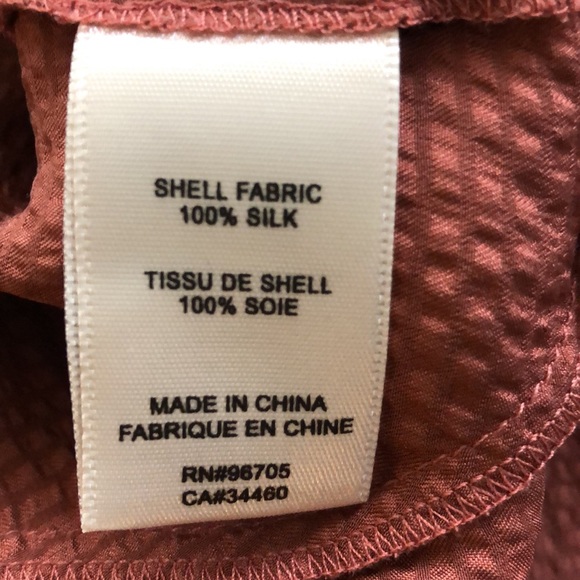 SHELL FABRIC
100% SILK
TISSU DE SHELL
100% SOIE
MADE IN CHINA
FABRIQUE EN CHINE
RN#96705
CA#34460